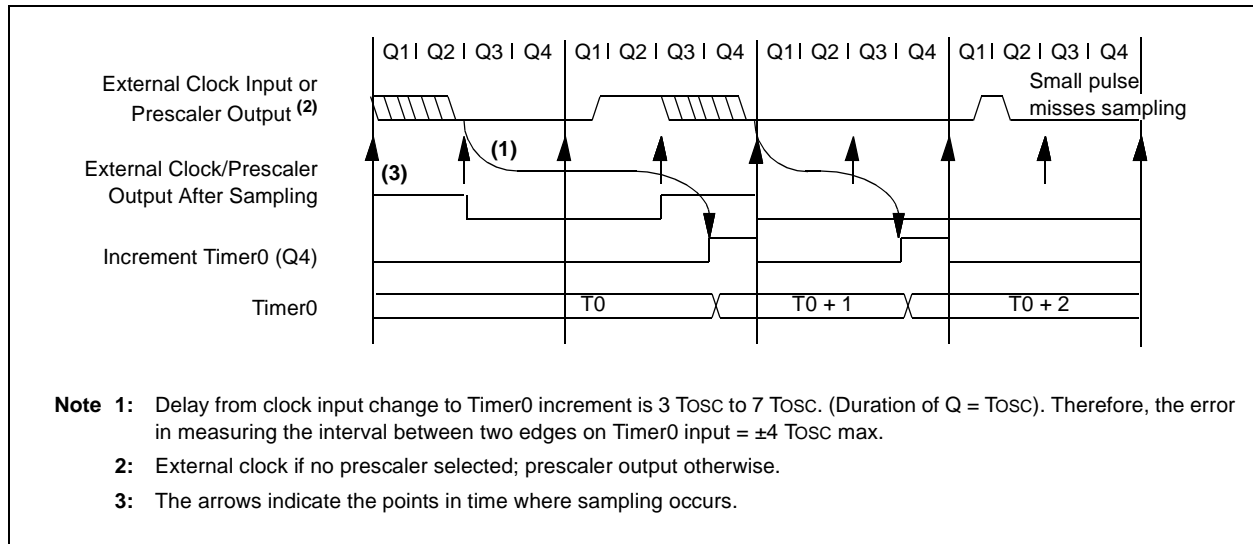 Q1 | Q2 | Q3 | Q4 Q1 | Q2 | Q3 | Q4 Q1 | Q2 | Q3 | Q4 Q1 | Q2 | Q3 | Q4
External Clock Input or
Prescaler Output (2)
Small pulse
misses sampling
(1)
External Clock/Prescaler
Output After Sampling
(3)
Increment Timer0 (Q4)
Timer0 T0 T0 + 1 T0 + 2
Note 1: Delay from clock input change to Timer0 increment is 3 TOSC to 7 TOSC. (Duration of Q = TOSC). Therefore, the error
in measuring the interval between two edges on Timer0 input = ±4 TOSC max.
2: External clock if no prescaler selected; prescaler output otherwise.
3: The arrows indicate the points in time where sampling occurs.